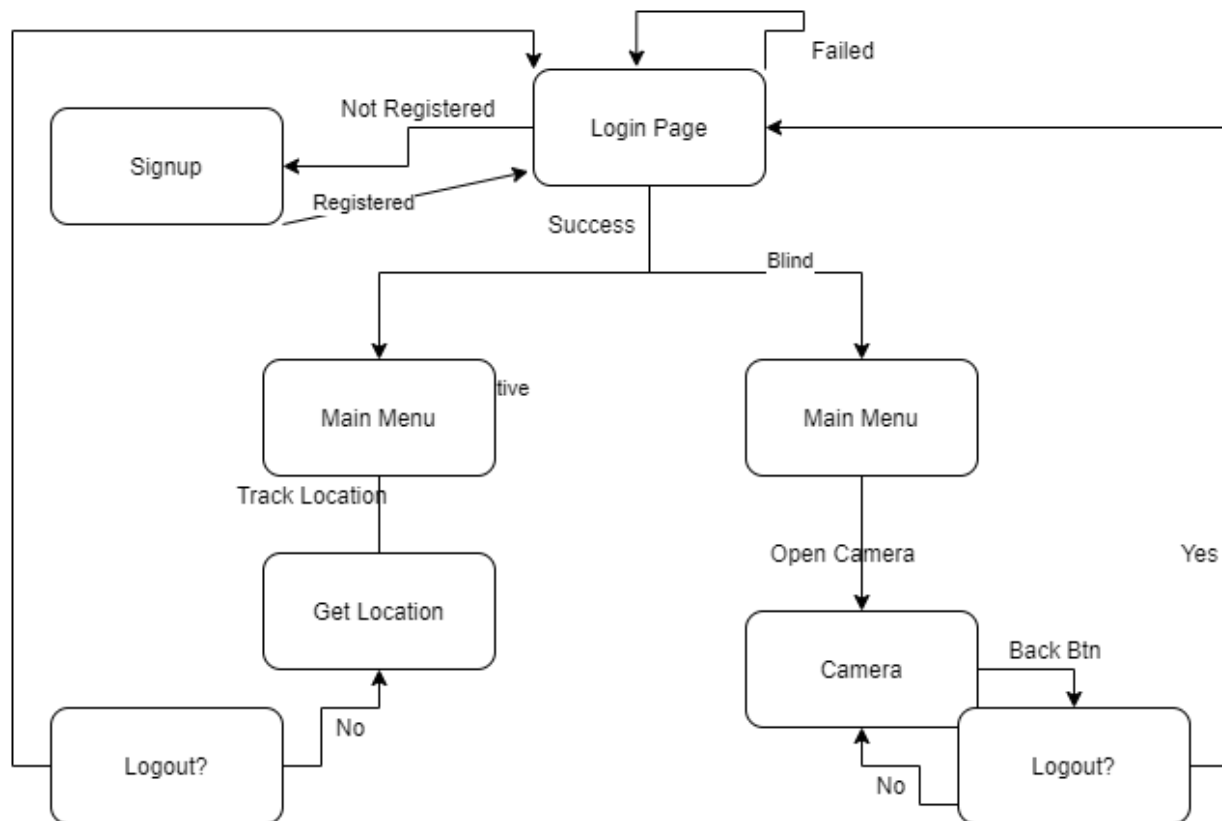 Failed
Not Registered
Login Page
Signup
Registered
Success
Blind
tive
Main Menu
Main Menu
Track Location
Open Camera
Yes
Get Location
Camera
Back Btn
No
Logout?
No
Logout?